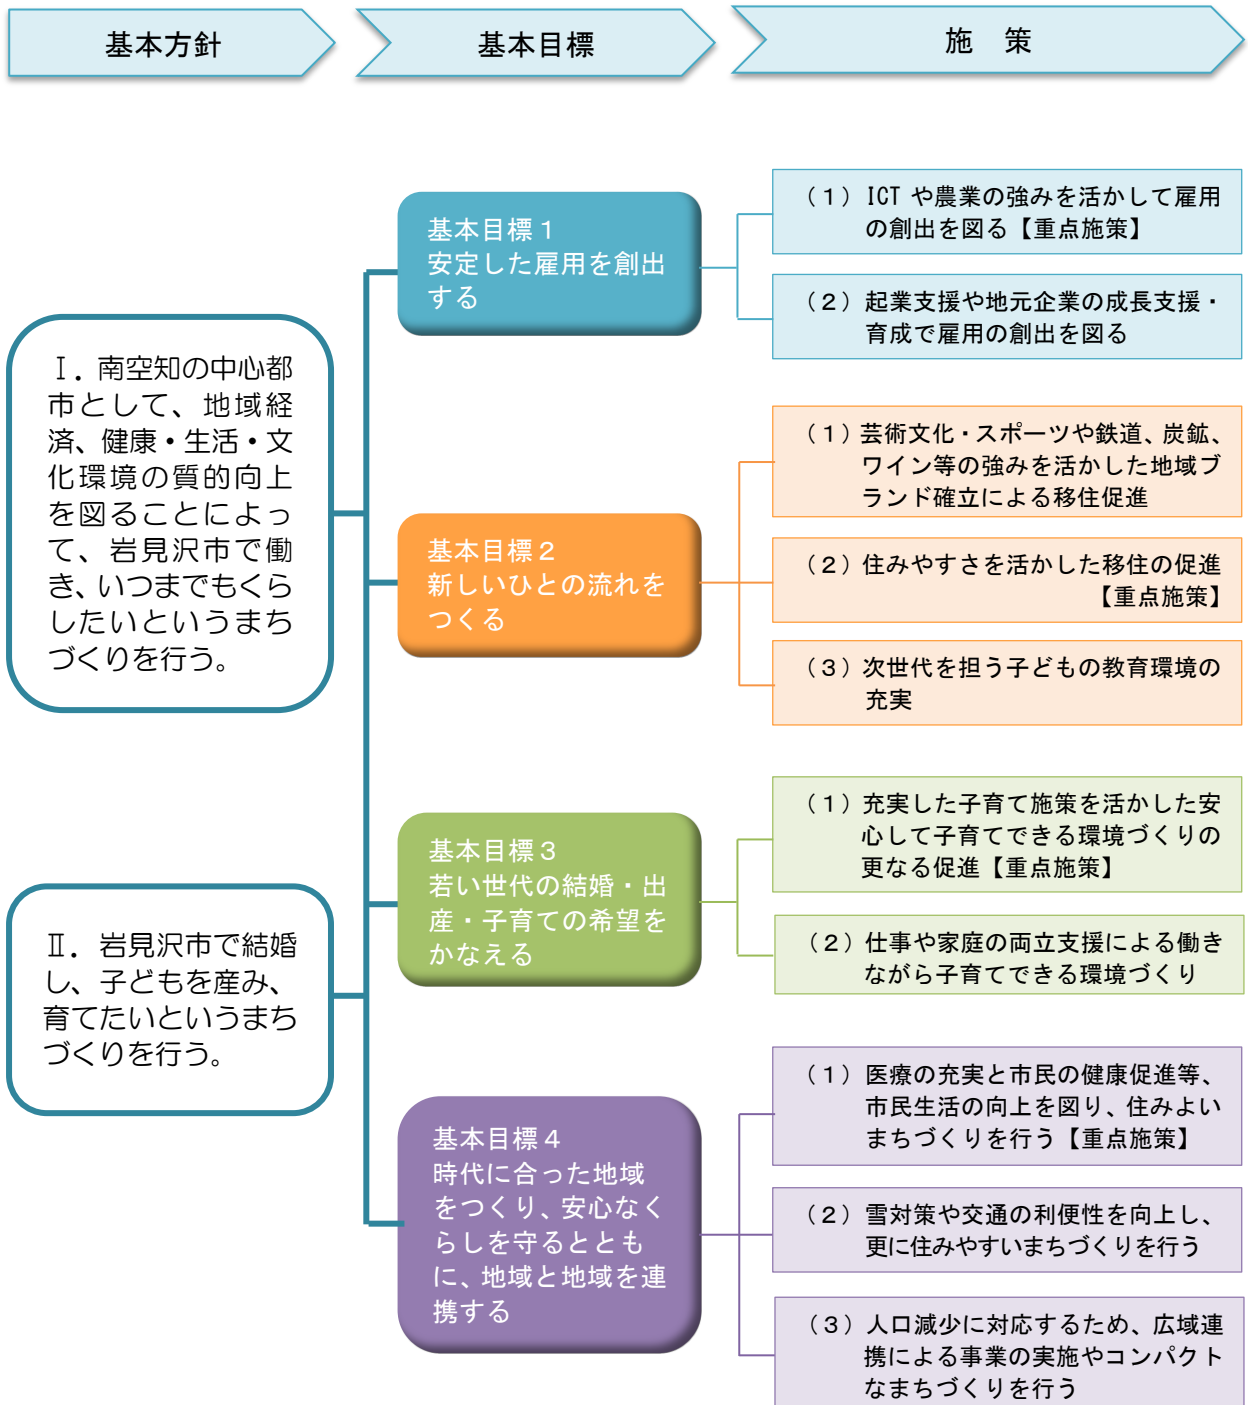 基本方針
基本目標
施　策
Ⅰ．南空知の中心都
市として、地域経
済、健康・生活・文
化環境の質的向上
を図ることによっ
て、岩見沢市で働
き、いつまでもくら
したいというまち
づくりを行う。
Ⅱ．岩見沢市で結婚
し、子どもを産み、
育てたいというまち
づくりを行う。
基本目標１
安定した雇用を創出
する
（１）ICT や農業の強みを活かして雇用
の創出を図る【重点施策】
（２）起業支援や地元企業の成長支援・
育成で雇用の創出を図る
基本目標２
新しいひとの流れを
つくる
（１）芸術文化・スポーツや鉄道、炭鉱、
ワイン等の強みを活かした地域ブ
ランド確立による移住促進
（２）住みやすさを活かした移住の促進
【重点施策】
（３）次世代を担う子どもの教育環境の
充実
基本目標３
若い世代の結婚・出
産・子育ての希望を
かなえる
（１）充実した子育て施策を活かした安
心して子育てできる環境づくりの
更なる促進【重点施策】
（２）仕事や家庭の両立支援による働き
ながら子育てできる環境づくり
基本目標４
時代に合った地域
をつくり、安心なく
らしを守るととも
に、地域と地域を連
携する
（１）医療の充実と市民の健康促進等、
市民生活の向上を図り、住みよい
まちづくりを行う【重点施策】
（２）雪対策や交通の利便性を向上し、
更に住みやすいまちづくりを行う
（３）人口減少に対応するため、広域連
携による事業の実施やコンパクト
なまちづくりを行う